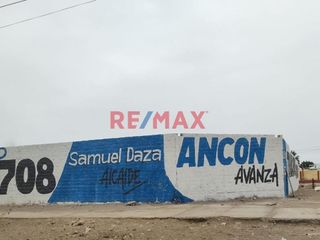 RE/MAX
708
Samuel Daza
ALCALDE
ANCON
AVANZA